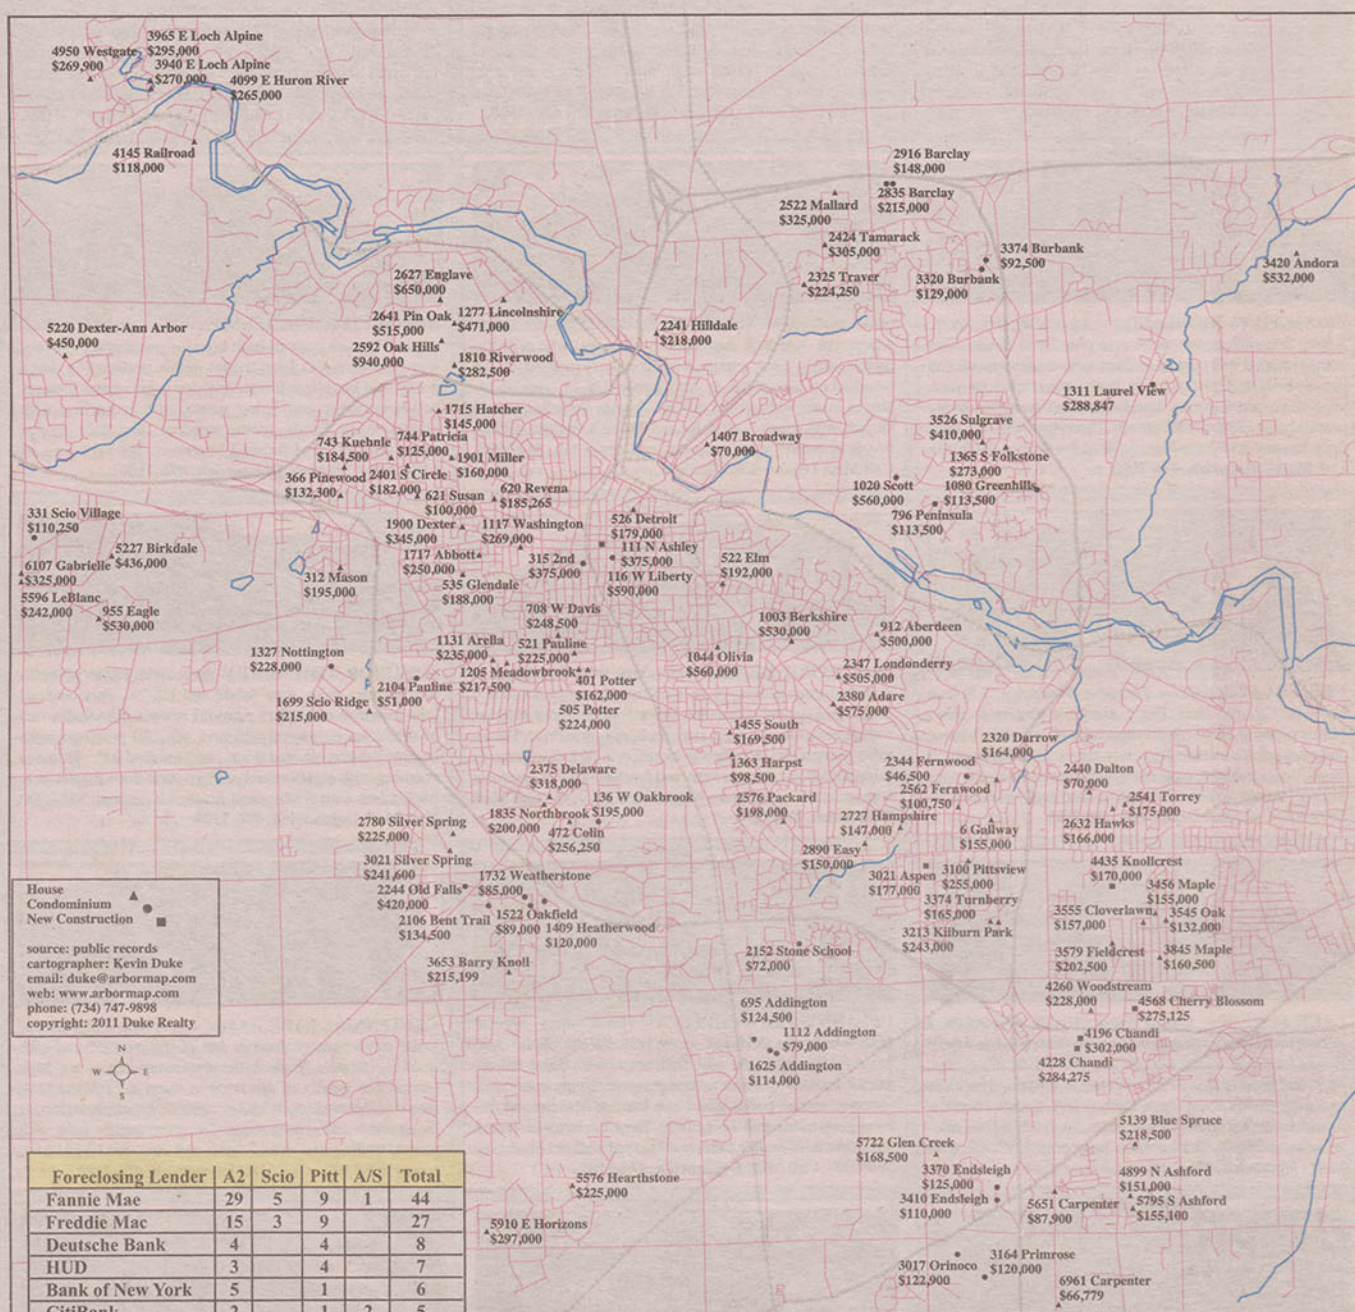 3965 E Loch Alpine
$295,000
4950 Westgate
$269,900
3940 E Loch Alpine
$270,000
4099 E Huron River
$265,000
4145 Railroad
$118,000
2916 Barclay
$148,000
2835 Barclay
$215,000
2522 Mallard
$325,000
2424 Tamarack
$305,000
3374 Burbank
$92,500
3420 Andora
$532,000
2325 Traver
$224,250
3320 Burbank
$129,000
2627 Englave
$650,000
1277 Lincolnshire
$471,000
2641 Pin Oak
$515,000
5220 Dexter-Ann Arbor
$450,000
2241 Hilldale
$218,000
2592 Oak Hills
$940,000
1810 Riverwood
$282,500
1311 Laurel View
$288,847
1715 Hatcher
$145,000
3526 Sulgrave
$410,000
743 Kuehnle
$184,500
744 Patricia
$125,000
1407 Broadway
$70,000
1901 Miller
$160,000
1365 S Folkstone
$273,000
366 Pinewood
$132,300
2401 S Circle
$182,000
1020 Scott
$560,000
1080 Greenhills
$113,500
621 Susan
$100,000
620 Revena
$185,265
796 Peninsula
$113,500
331 Scio Village
$110,250
1900 Dexter
$345,000
1117 Washington
$269,000
526 Detroit
$179,000
5227 Birkdale
$436,000
1717 Abbott
$250,000
315 2nd
$375,000
111 N Ashley
$375,000
522 Elm
$192,000
6107 Gabrielle
$325,000
312 Mason
$195,000
535 Glendale
$188,000
116 W Liberty
$590,000
5596 LeBlanc
$242,000
955 Eagle
$530,000
708 W Davis
$248,500
1003 Berkshire
$530,000
912 Aberdeen
$500,000
1131 Arella
$235,000
521 Pauline
$225,000
1327 Nottington
$228,000
1044 Olivia
$560,000
2347 Londonderry
$505,000
1205 Meadowbrook
$217,500
401 Potter
$162,000
2104 Pauline
$51,000
2380 Adare
$575,000
1699 Scio Ridge
$215,000
505 Potter
$224,000
1455 South
$169,500
2320 Darrow
$164,000
1363 Harpst
$98,500
2344 Fernwood
$46,500
2375 Delaware
$318,000
2440 Dalton
$70,000
2562 Fernwood
$100,750
136 W Oakbrook
$195,000
2576 Packard
$198,000
2541 Torrey
$175,000
1835 Northbrook
$200,000
2727 Hampshire
$147,000
2780 Silver Spring
$225,000
472 Colin
$256,250
6 Gallway
$155,000
2632 Hawks
$166,000
2890 Easy
$150,000
3021 Silver Spring
$241,600
4435 Knollcrest
$170,000
3021 Aspen
$177,000
3100 Pittsview
$255,000
1732 Weatherstone
$85,000
3456 Maple
$155,000
2244 Old Falls
$420,000
3374 Turnberry
$165,000
2106 Bent Trail
$134,500
1522 Oakfield
$89,000
3555 Cloverlawn
$157,000
3545 Oak
$132,000
1409 Heatherwood
$120,000
3213 Kilburn Park
$243,000
2152 Stone School
$72,000
3579 Fieldcrest
$202,500
3845 Maple
$160,500
3653 Barry Knoll
$215,199
4260 Woodstream
$228,000
695 Addington
$124,500
4568 Cherry Blossom
$275,125
1112 Addington
$79,000
4196 Chandi
$302,000
1625 Addington
$114,000
4228 Chandi
$284,275
5139 Blue Spruce
$218,500
5722 Glen Creek
$168,500
5576 Hearthstone
$225,000
3370 Endsleigh
$125,000
4899 N Ashford
$151,000
3410 Endsleigh
$110,000
5651 Carpenter
$87,900
5795 S Ashford
$155,100
5910 E Horizons
$297,000
3164 Primrose
$120,000
3017 Orinoco
$122,900
6961 Carpenter
$66,779
House
Condominium
New Construction
source: public records
cartographer: Kevin Duke
email: duke@arbormap.com
web: www.arbormap.com
phone: (734) 747-9898
copyright: 2011 Duke Realty
N
W E
S
Foreclosing Lender A2 Scio Pitt A/S Total
Fannie Mae 29 5 9 1 44
Freddie Mac 15 3 9 27
Deutsche Bank 4 4 8
HUD 3 4 7
Bank of New York 5 1 6
CitiBank 2 1 2 5